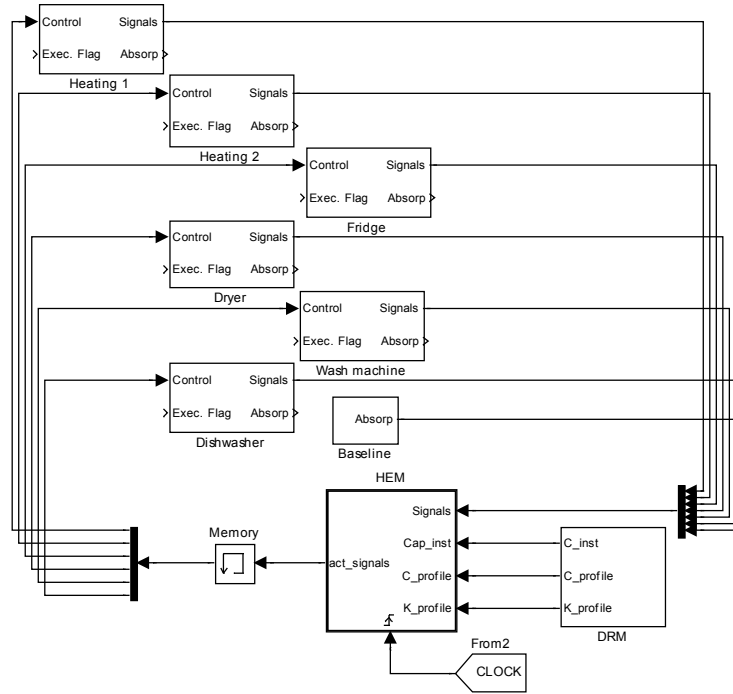 Control Signals
Exec. Flag Absorp
Heating 1
Control Signals
Exec. Flag Absorp
Heating 2
Control Signals
Exec. Flag Absorp
Fridge
Control Signals
Exec. Flag Absorp
Dryer
Control Signals
Exec. Flag Absorp
Wash machine
Control Signals
Exec. Flag Absorp
Dishwasher
Absorp
Baseline
HEM
Signals
Cap_inst
C_profile
K_profile
act_signals
Memory
C_inst
C_profile
K_profile
DRM
From2
CLOCK